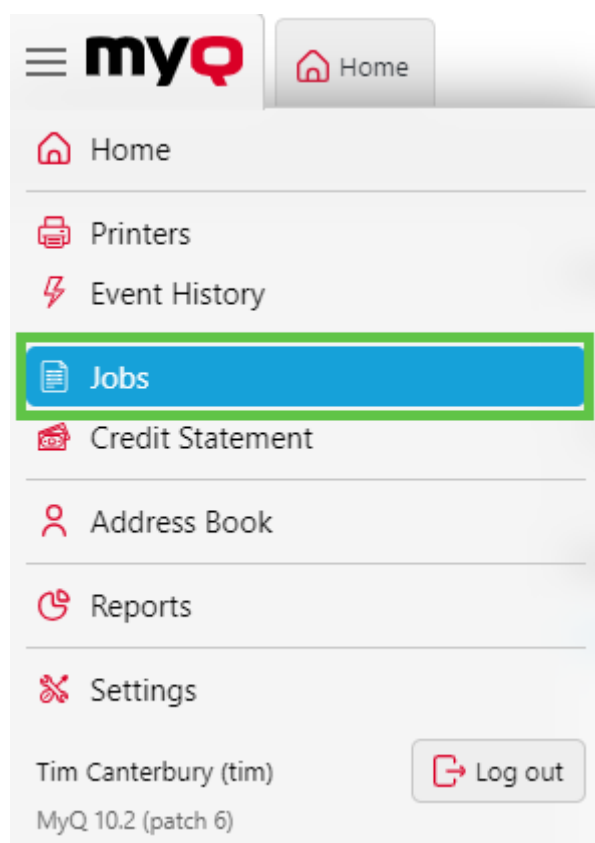 myQ
Home
Home
Printers
Event History
Jobs
Credit Statement
Address Book
Reports
Settings
Tim Canterbury (tim)
Log out
MyQ 10.2 (patch 6)